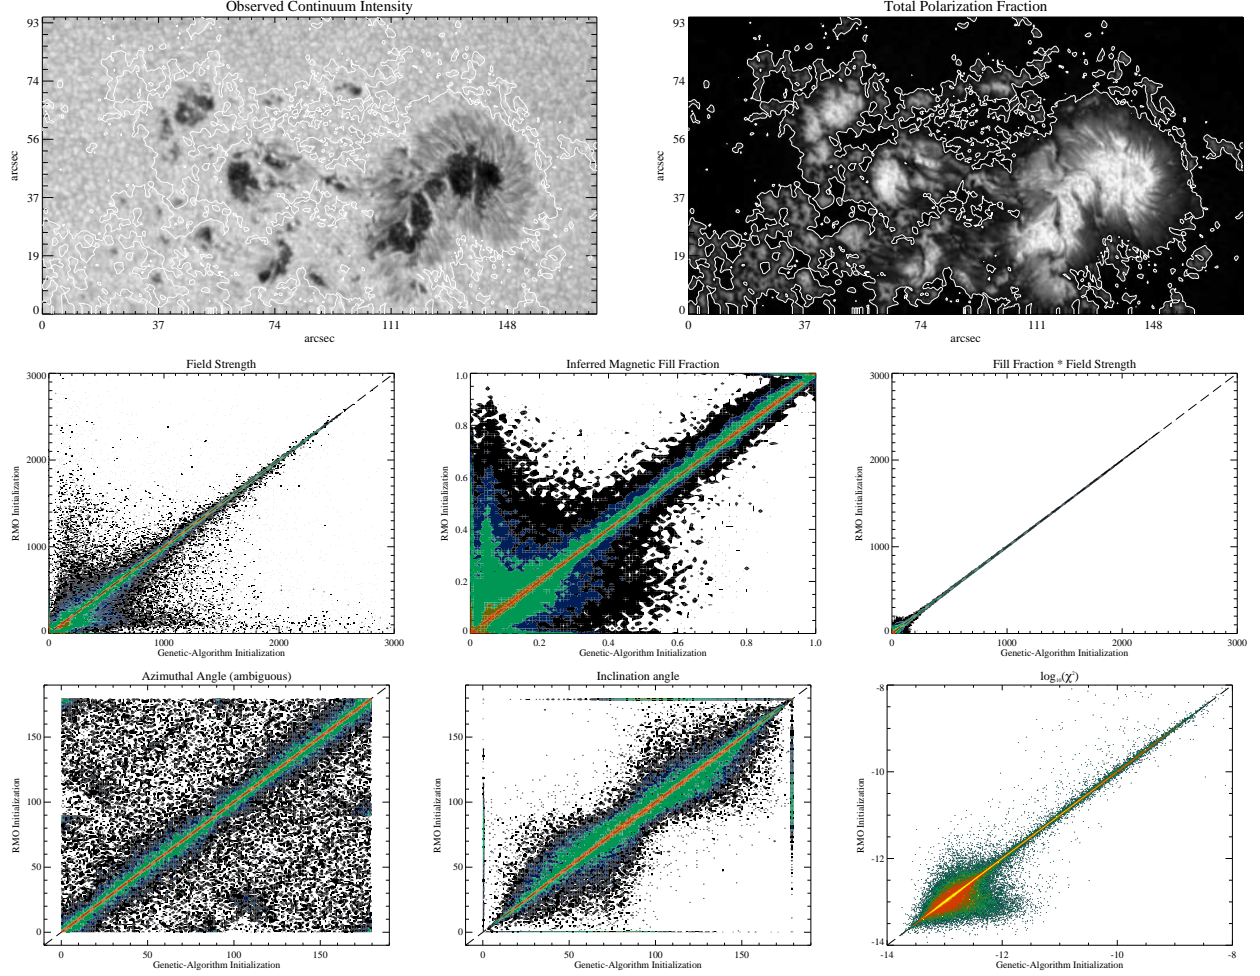 Observed Continuum Intensity
Total Polarization Fraction
93
74
56
37
19
0
arcsec
0 37 74 111 148
arcsec
93
74
56
37
19
0
arcsec
0 37 74 111 148
arcsec
Field Strength
3000
2000
1000
0
RMO Initialization
0 1000 2000 3000
Genetic-Algorithm Initialization
Inferred Magnetic Fill Fraction
1.0
0.8
0.6
0.4
0.2
0
RMO Initialization
0 0.2 0.4 0.6 0.8 1.0
Genetic-Algorithm Initialization
Fill Fraction * Field Strength
3000
2000
1000
0
RMO Initialization
0 1000 2000 3000
Genetic-Algorithm Initialization
Azimuthal Angle (ambiguous)
150
100
50
0
RMO Initialization
0 50 100 150
Genetic-Algorithm Initialization
Inclination angle
150
100
50
0
RMO Initialization
0 50 100 150
Genetic-Algorithm Initialization
log₁₀(χ²)
-8
-10
-12
-14
RMO Initialization
-14 -12 -10 -8
Genetic-Algorithm Initialization